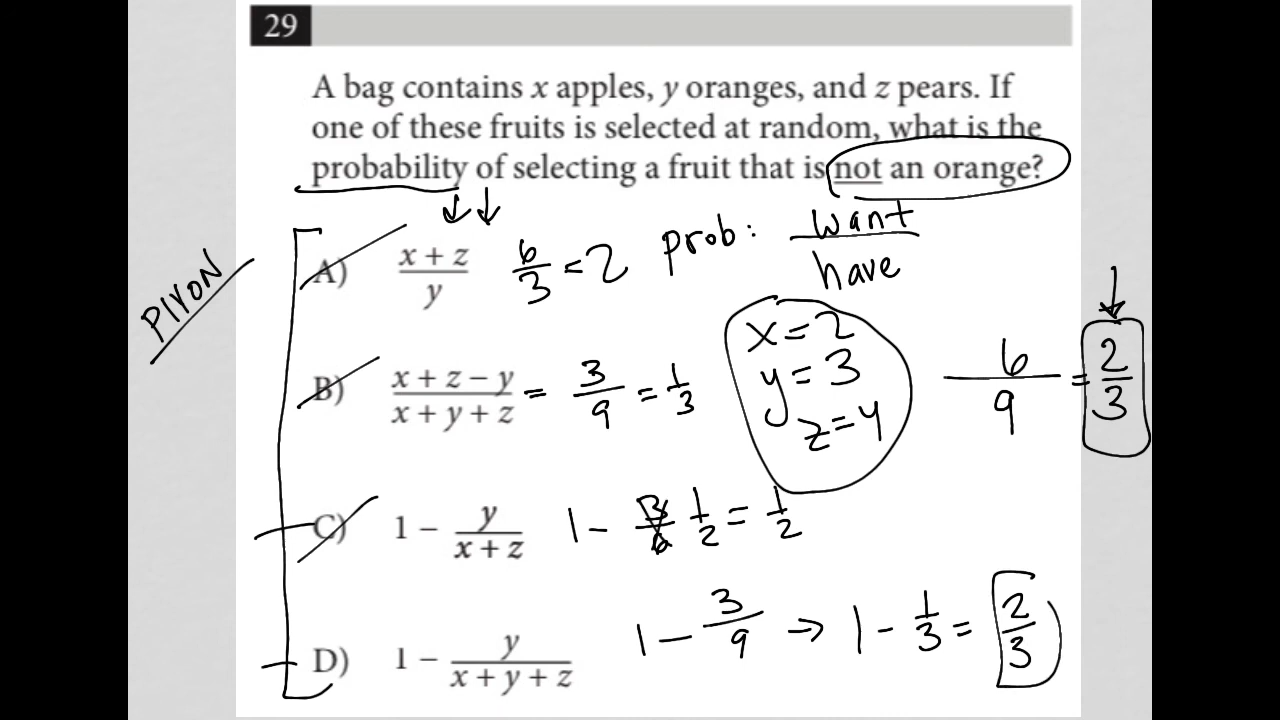 29
A bag contains x apples, y oranges, and z pears. If
one of these fruits is selected at random, what is the
probability of selecting a fruit that is not an orange?
PIYON
prob: want / have
A) x + z / y 6/3 = 2
x = 2
y = 3
z = 4
6/9 = 2/3
B) x + z − y / x + y + z = 3/9 = 1/3
C) 1 − y / x + z 1 − 3/6 1/2 = 1/2
D) 1 − y / x + y + z 1 − 3/9 → 1 − 1/3 = 2/3